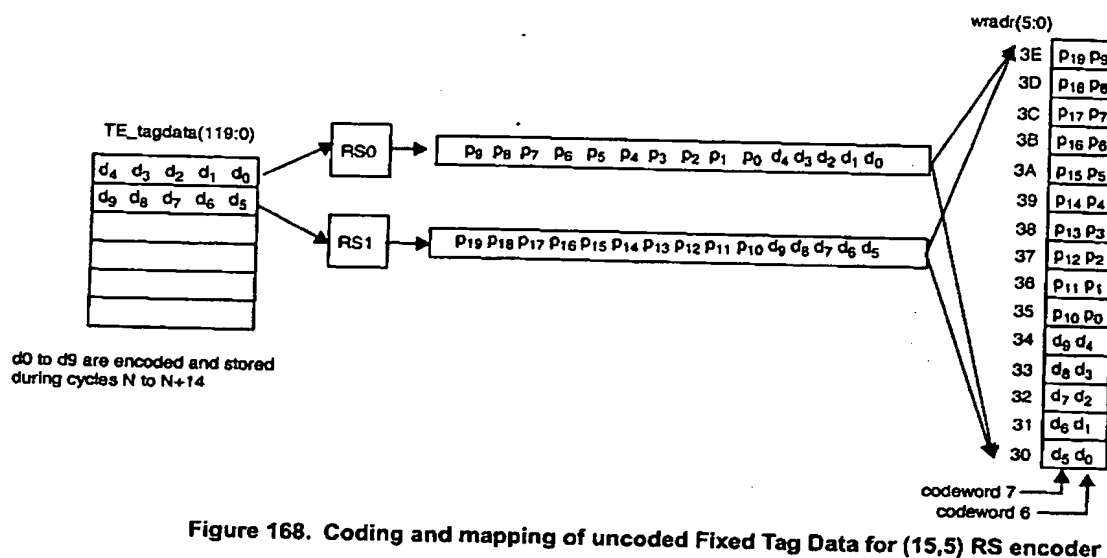 wradr(5:0)
TE_tagdata(119:0)
d4 d3 d2 d1 d0
d9 d8 d7 d6 d5
RS0
RS1
p9 p8 p7 p6 p5 p4 p3 p2 p1 p0 d4 d3 d2 d1 d0
p19 p18 p17 p16 p15 p14 p13 p12 p11 p10 d9 d8 d7 d6 d5
3E p19 p9
3D p18 p8
3C p17 p7
3B p16 p6
3A p15 p5
39 p14 p4
38 p13 p3
37 p12 p2
36 p11 p1
35 p10 p0
34 d9 d4
33 d8 d3
32 d7 d2
31 d6 d1
30 d5 d0
d0 to d9 are encoded and stored
during cycles N to N+14
codeword 7
codeword 6
Figure 168. Coding and mapping of uncoded Fixed Tag Data for (15,5) RS encoder